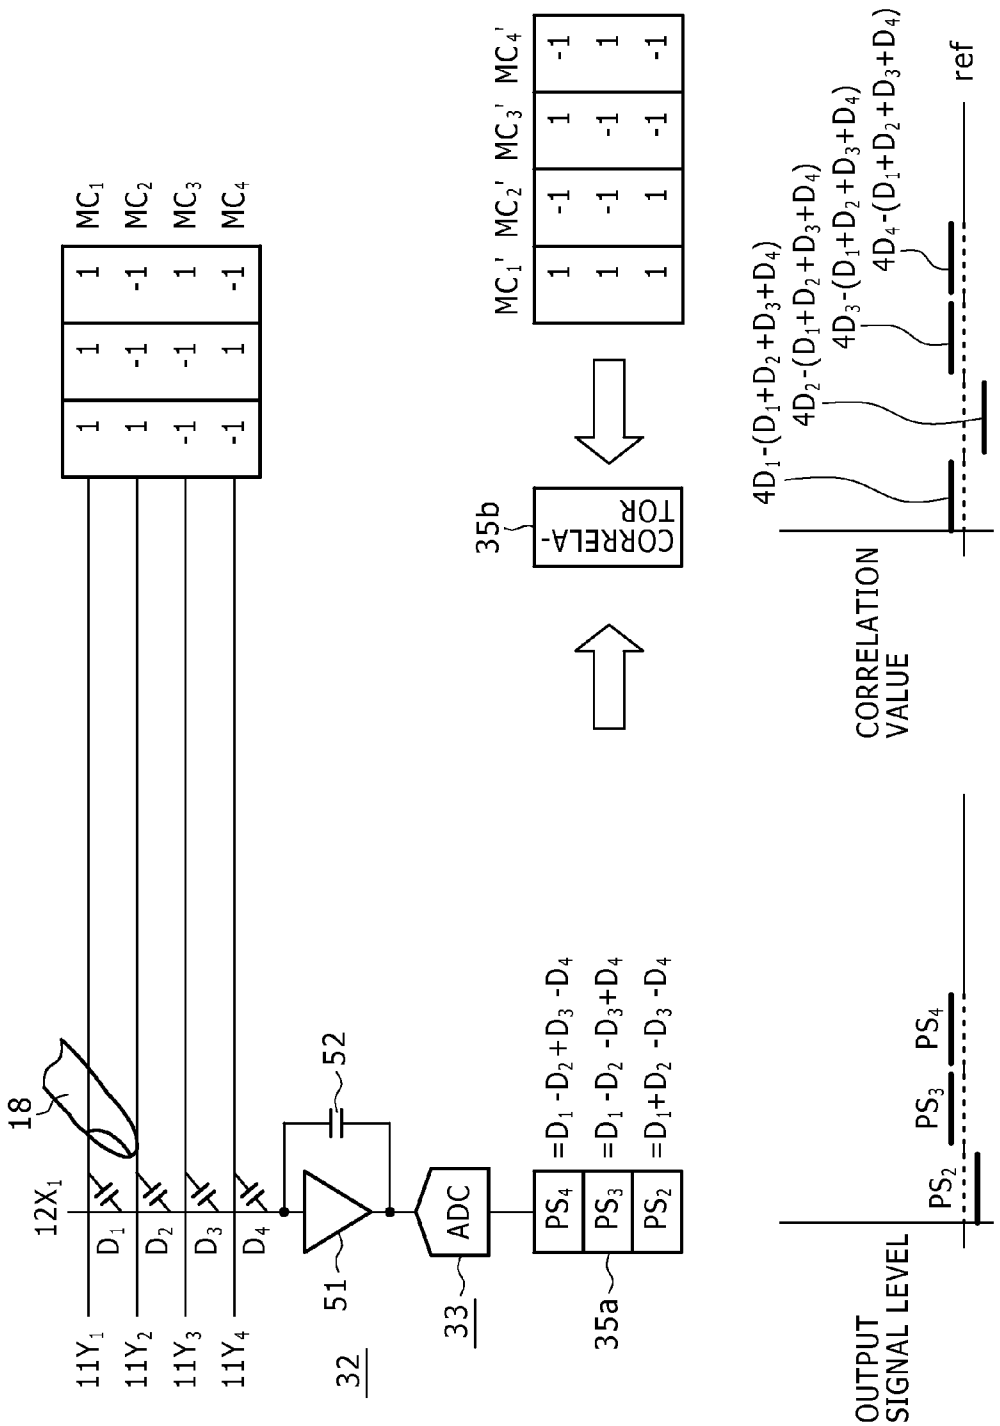 18
12X₁
11Y₁
11Y₂
11Y₃
11Y₄
D₁
D₂
D₃
D₄
1 1 1 MC₁
1 -1 -1 MC₂
-1 -1 1 MC₃
-1 1 -1 MC₄
32
51
52
33
ADC
35a
PS₄ =D₁-D₂+D₃-D₄
PS₃ =D₁-D₂-D₃+D₄
PS₂ =D₁+D₂-D₃-D₄
35b
CORRELA-
TOR
MC₁' MC₂' MC₃' MC₄'
1 -1 1 -1
1 -1 -1 1
1 1 -1 -1
OUTPUT
SIGNAL LEVEL
PS₂
PS₃
PS₄
CORRELATION
VALUE
4D₁-(D₁+D₂+D₃+D₄)
4D₂-(D₁+D₂+D₃+D₄)
4D₃-(D₁+D₂+D₃+D₄)
4D₄-(D₁+D₂+D₃+D₄)
ref